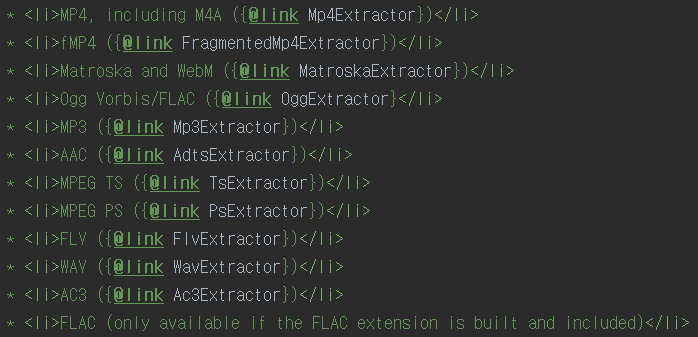 * <li>MP4, including M4A ({@link Mp4Extractor})</li>
* <li>fMP4 ({@link FragmentedMp4Extractor})</li>
* <li>Matroska and WebM ({@link MatroskaExtractor})</li>
* <li>Ogg Vorbis/FLAC ({@link OggExtractor}</li>
* <li>MP3 ({@link Mp3Extractor})</li>
* <li>AAC ({@link AdtsExtractor})</li>
* <li>MPEG TS ({@link TsExtractor})</li>
* <li>MPEG PS ({@link PsExtractor})</li>
* <li>FLV ({@link FlvExtractor})</li>
* <li>WAV ({@link WavExtractor})</li>
* <li>AC3 ({@link Ac3Extractor})</li>
* <li>FLAC (only available if the FLAC extension is built and included)</li>